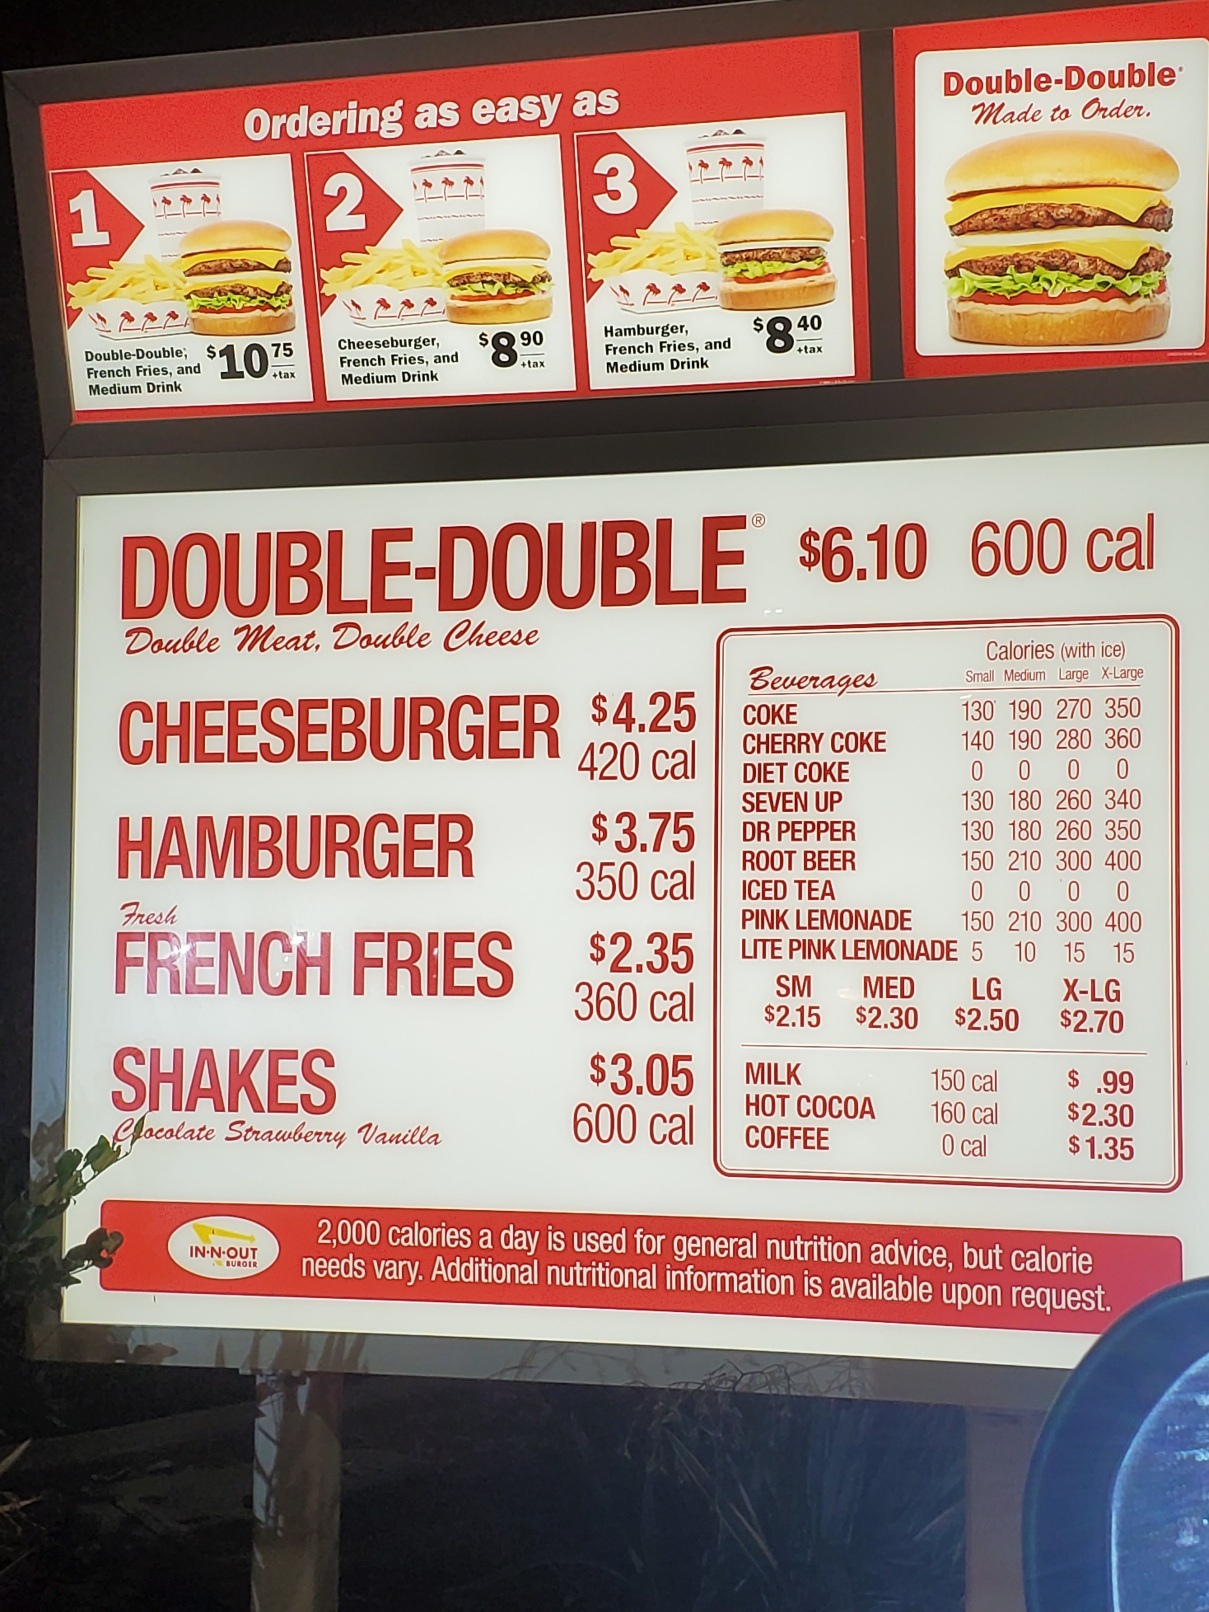 Ordering as easy as
1
Double-Double,
French Fries, and
Medium Drink
$10 75
+tax
2
Cheeseburger,
French Fries, and
Medium Drink
$8 90
+tax
3
Hamburger,
French Fries, and
Medium Drink
$8 40
+tax
Double-Double®
Made to Order.
DOUBLE-DOUBLE® $6.10 600 cal
Double Meat, Double Cheese
CHEESEBURGER $4.25
420 cal
HAMBURGER $3.75
350 cal
Fresh
FRENCH FRIES $2.35
360 cal
SHAKES $3.05
600 cal
Chocolate Strawberry Vanilla
Calories (with ice)
Beverages Small Medium Large X-Large
COKE 130 190 270 350
CHERRY COKE 140 190 280 360
DIET COKE 0 0 0 0
SEVEN UP 130 180 260 340
DR PEPPER 130 180 260 350
ROOT BEER 150 210 300 400
ICED TEA 0 0 0 0
PINK LEMONADE 150 210 300 400
LITE PINK LEMONADE 5 10 15 15
SM MED LG X-LG
$2.15 $2.30 $2.50 $2.70
MILK 150 cal $ .99
HOT COCOA 160 cal $2.30
COFFEE 0 cal $1.35
IN-N-OUT
BURGER
2,000 calories a day is used for general nutrition advice, but calorie
needs vary. Additional nutritional information is available upon request.